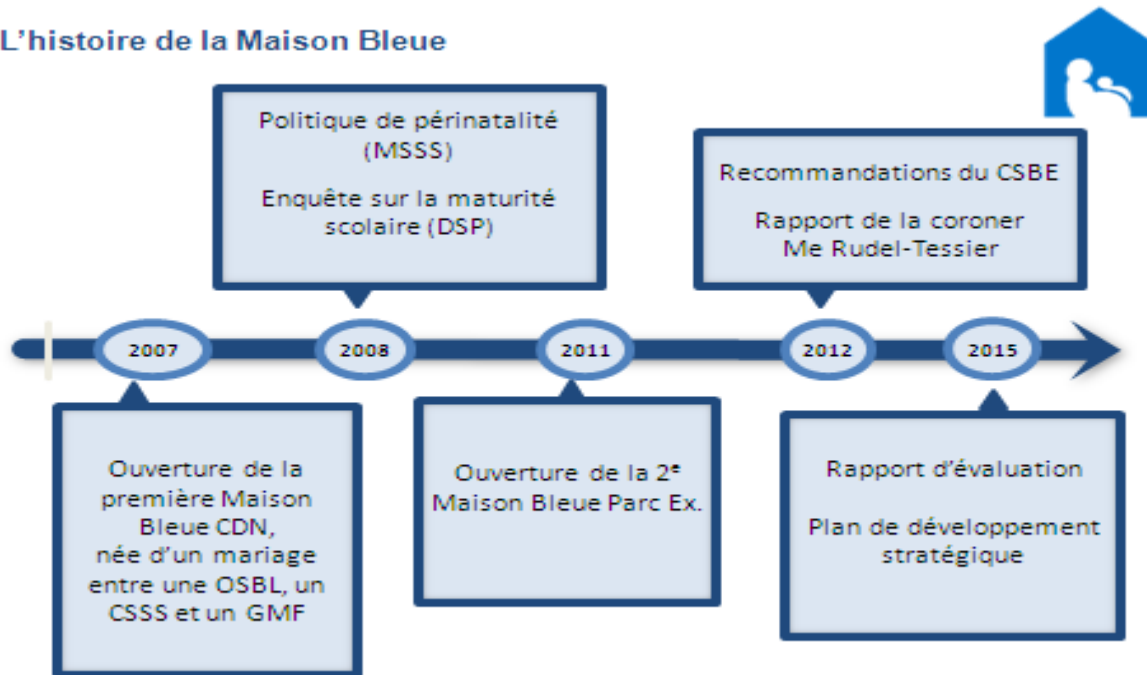 L'histoire de la Maison Bleue
Politique de périnatalité
(MSSS)
Enquête sur la maturité
scolaire (DSP)
Recommandations du CSBE
Rapport de la coroner
Me Rudel-Tessier
2007
2008
2011
2012
2015
Ouverture de la
première Maison
Bleue CDN,
née d'un mariage
entre une OSBL, un
CSSS et un GMF
Ouverture de la 2ᵉ
Maison Bleue Parc Ex.
Rapport d'évaluation
Plan de développement
stratégique